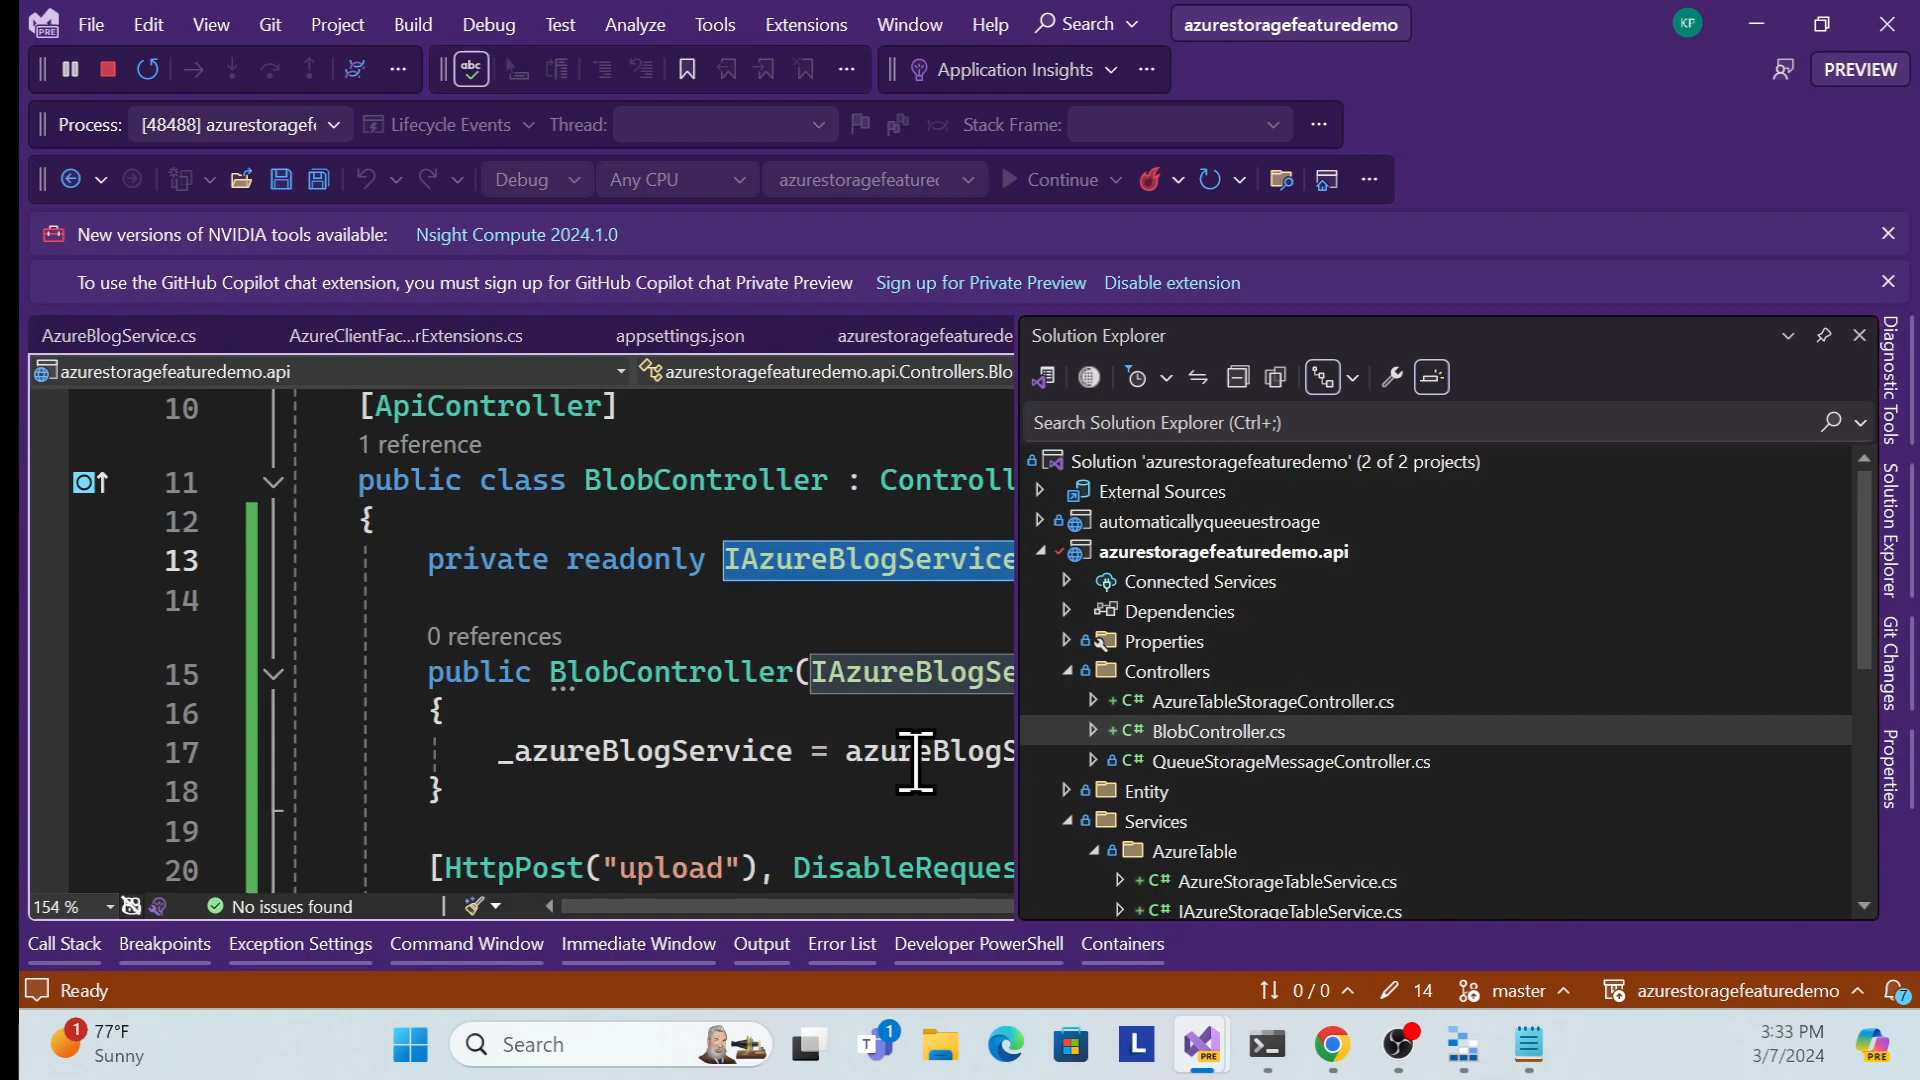 File Edit View Git Project Build Debug Test Analyze Tools Extensions Window Help Search azurestoragefeaturedemo KP
PRE abc Application Insights PREVIEW
Process: [48488] azurestoragef Lifecycle Events Thread: Stack Frame:
Debug Any CPU azurestoragefeature Continue
New versions of NVIDIA tools available: Nsight Compute 2024.1.0
To use the GitHub Copilot chat extension, you must sign up for GitHub Copilot chat Private Preview Sign up for Private Preview Disable extension
AzureBlogService.cs AzureClientFac...rExtensions.cs appsettings.json azurestoragefeaturede
azurestoragefeaturedemo.api azurestoragefeaturedemo.api.Controllers.Blo
10 [ApiController]
1 reference
11 public class BlobController : Controll
12 {
13 private readonly IAzureBlogService
14
0 references
15 public BlobController(IAzureBlogSe
16 {
17 _azureBlogService = azureBlogS
18 }
19
20 [HttpPost("upload"), DisableReques
154 % No issues found
Solution Explorer
Search Solution Explorer (Ctrl+;)
Solution 'azurestoragefeaturedemo' (2 of 2 projects)
External Sources
automaticallyqueeuestroage
azurestoragefeaturedemo.api
Connected Services
Dependencies
Properties
Controllers
C# AzureTableStorageController.cs
C# BlobController.cs
C# QueueStorageMessageController.cs
Entity
Services
AzureTable
C# AzureStorageTableService.cs
C# IAzureStorageTableService.cs
Diagnostic Tools
Solution Explorer
Git Changes
Properties
Call Stack Breakpoints Exception Settings Command Window Immediate Window Output Error List Developer PowerShell Containers
Ready 0 / 0 14 master azurestoragefeaturedemo 7
1 77°F
Sunny
Search
T 1 L PRE
3:33 PM
3/7/2024
PRE